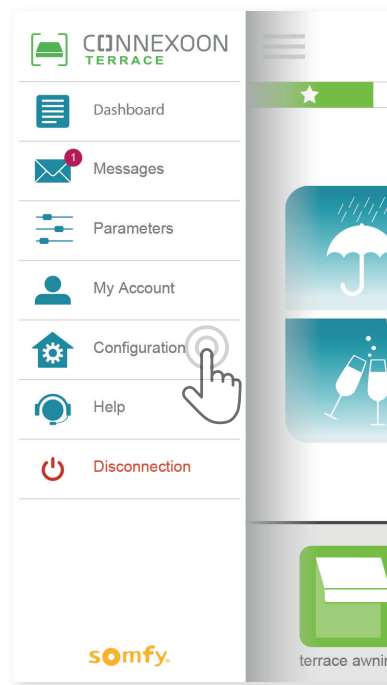 CONNEXOON
TERRACE
Dashboard
1
Messages
Parameters
My Account
Configuration
Help
Disconnection
somfy.
terrace awnin